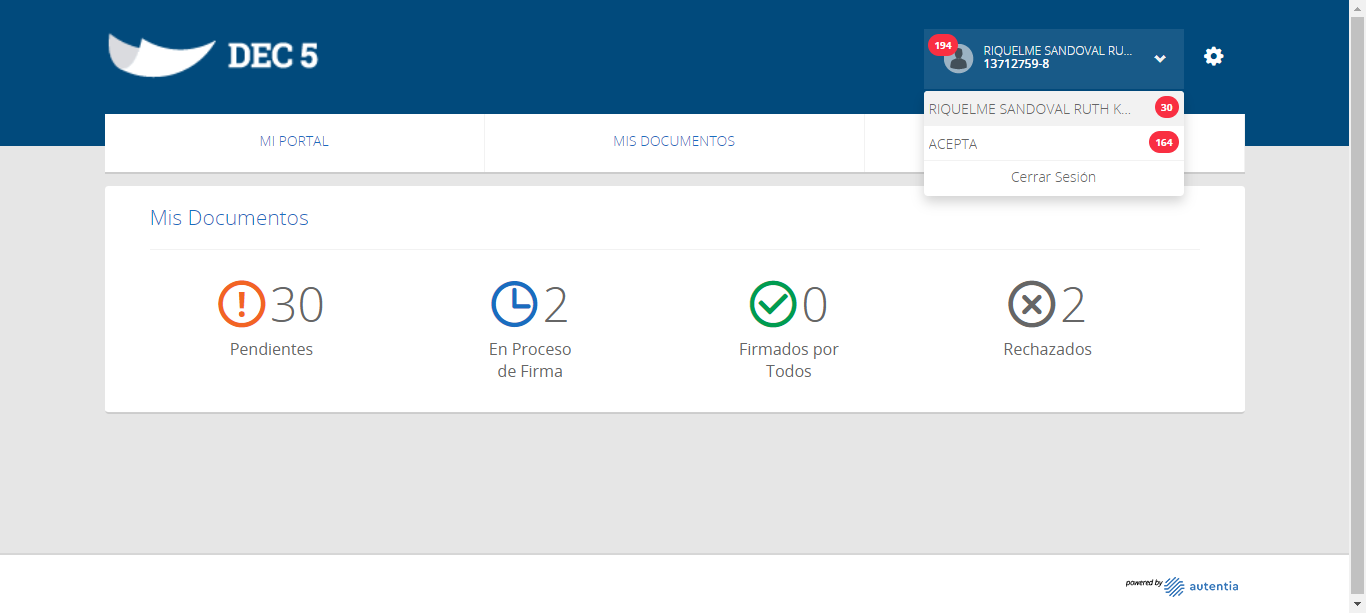 DEC 5
194
RIQUELME SANDOVAL RU...
13712759-8
RIQUELME SANDOVAL RUTH K...
30
ACEPTA
164
Cerrar Sesión
MI PORTAL
MIS DOCUMENTOS
Mis Documentos
30
Pendientes
2
En Proceso
de Firma
0
Firmados por
Todos
2
Rechazados
powered by
autentia